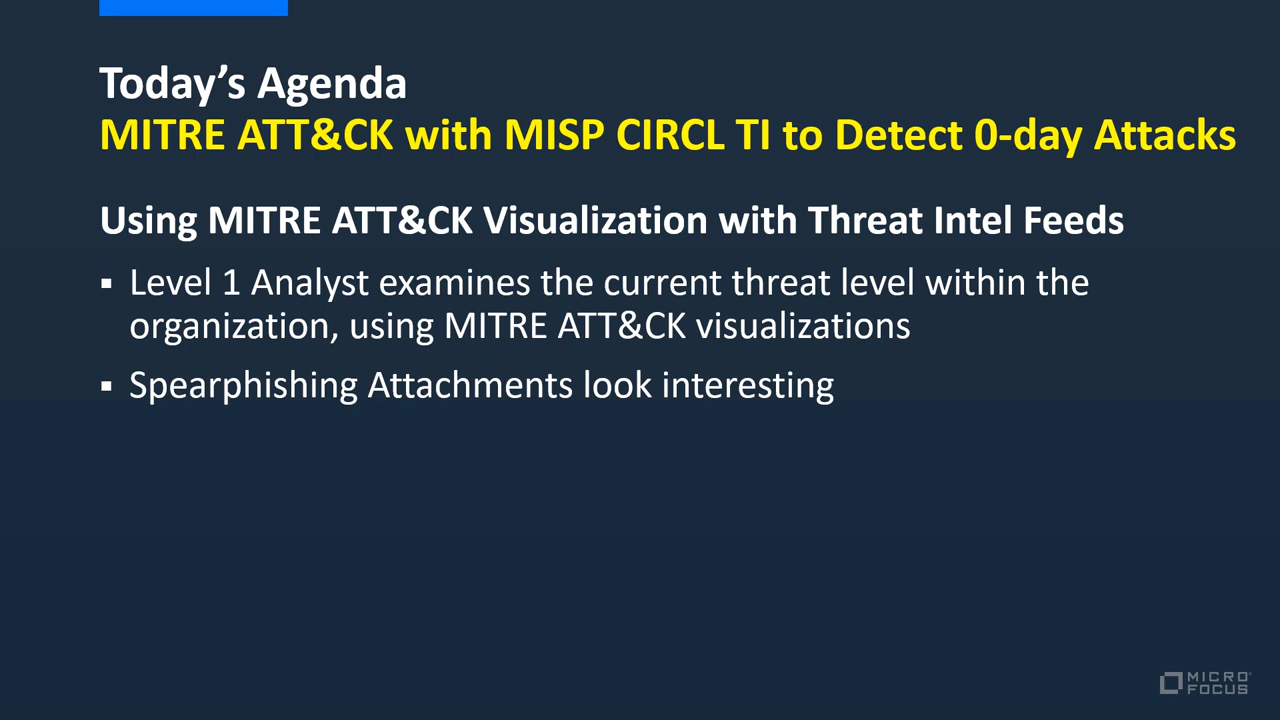 Today’s Agenda
MITRE ATT&CK with MISP CIRCL TI to Detect 0-day Attacks
Using MITRE ATT&CK Visualization with Threat Intel Feeds
▪ Level 1 Analyst examines the current threat level within the
organization, using MITRE ATT&CK visualizations
▪ Spearphishing Attachments look interesting
MICRO
FOCUS